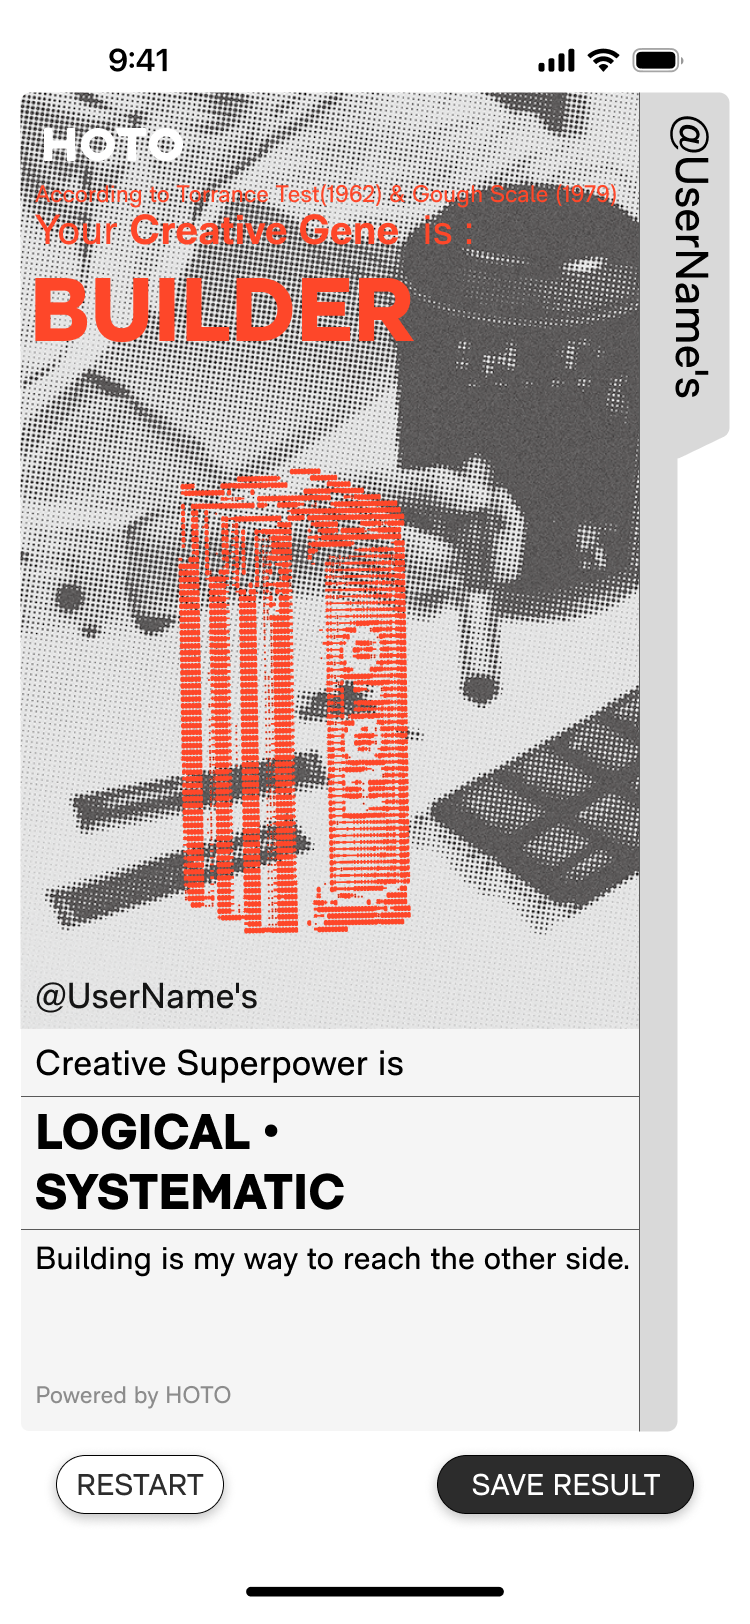 9:41
HOTO
According to Torrance Test(1962) & Gough Scale (1979)
Your Creative Gene is :
BUILDER
@UserName's
HOTO
@UserName's
Creative Superpower is
LOGICAL •
SYSTEMATIC
Building is my way to reach the other side.
Powered by HOTO
RESTART
SAVE RESULT